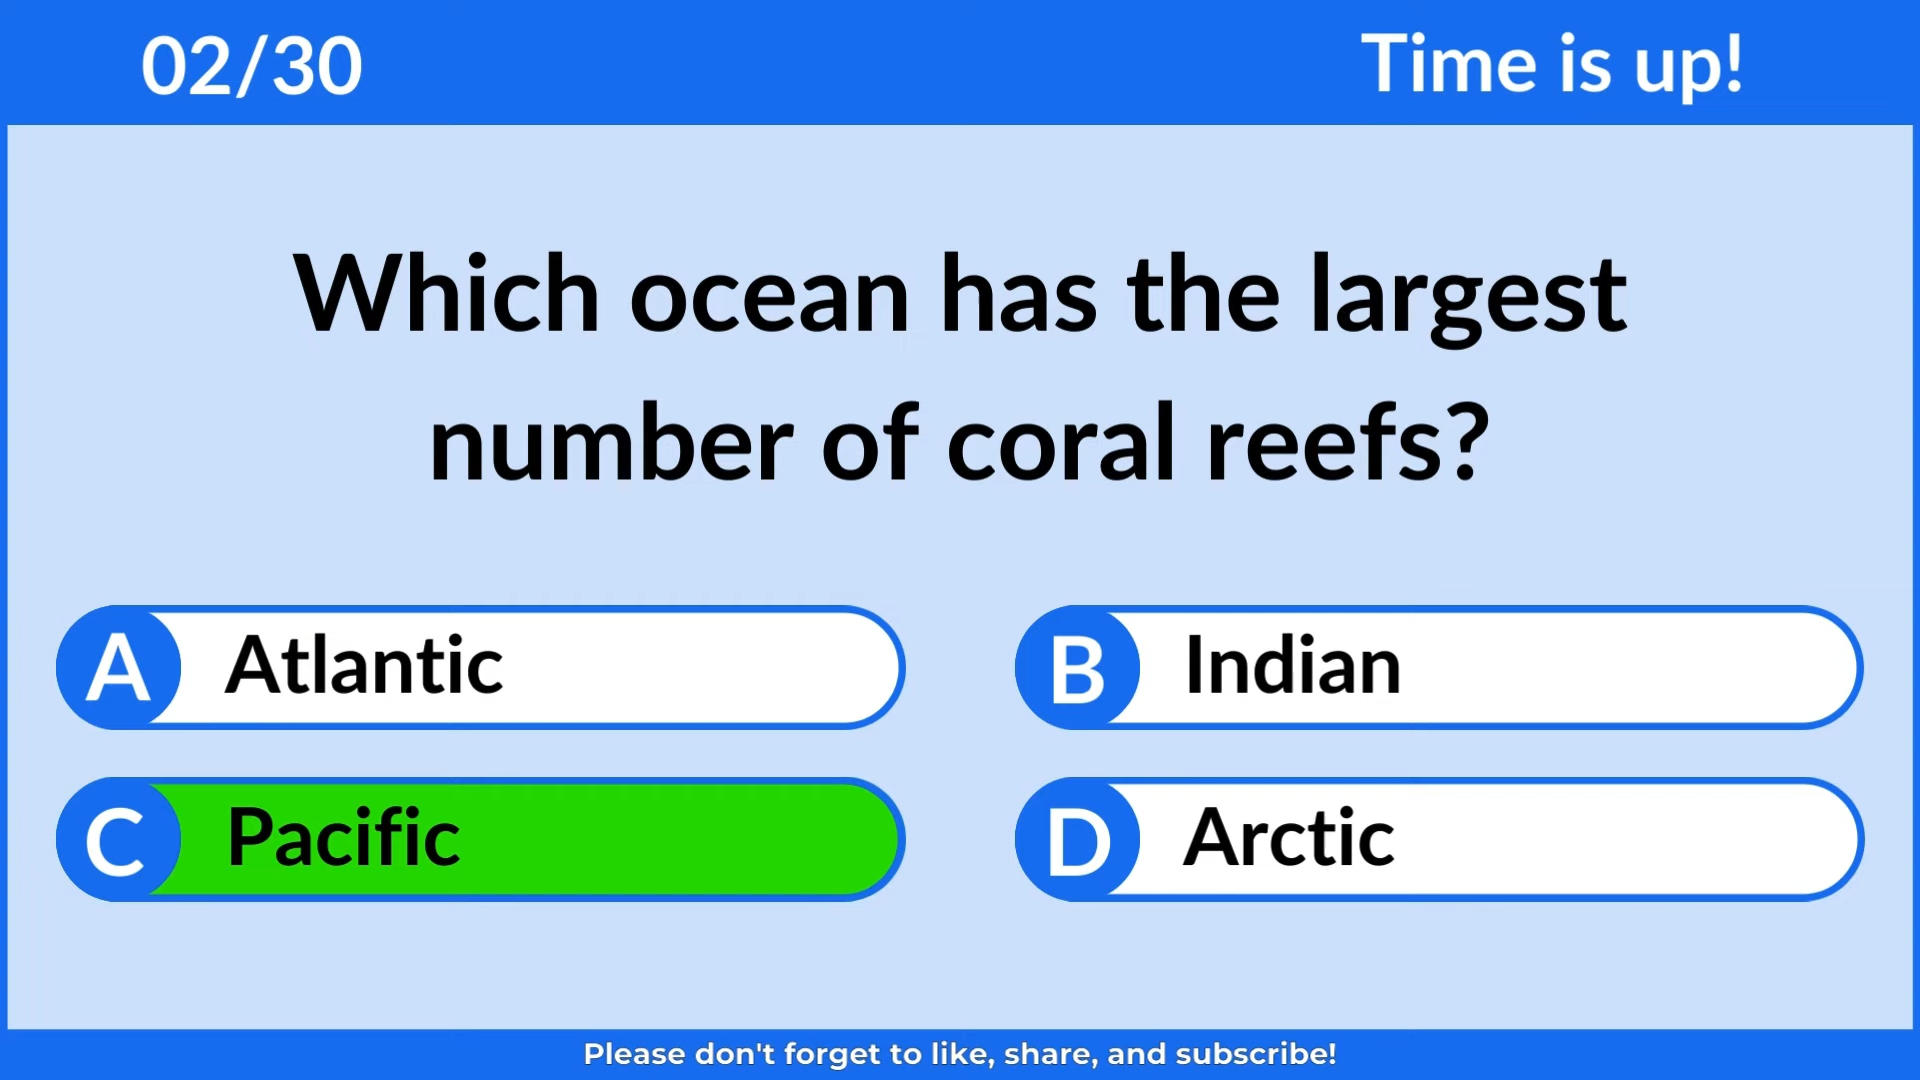 02/30
Time is up!
Which ocean has the largest
number of coral reefs?
A Atlantic
B Indian
C Pacific
D Arctic
Please don't forget to like, share, and subscribe!